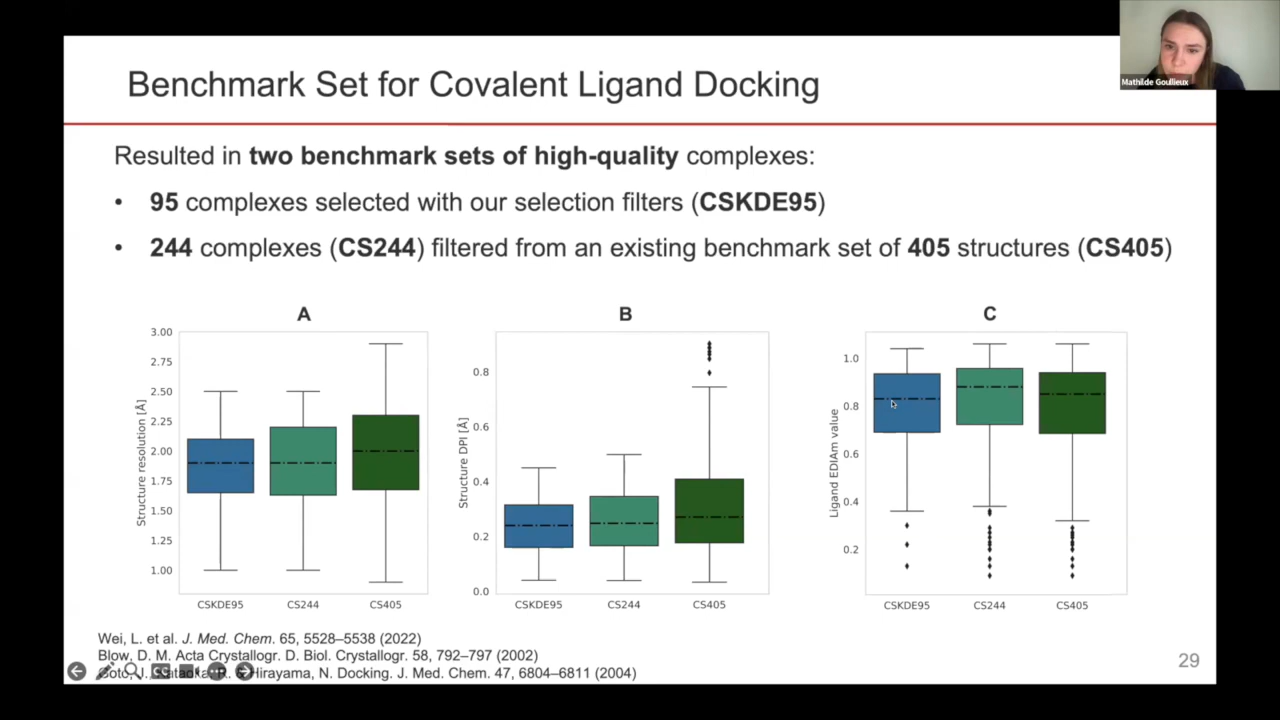 Mathilde Goullieux
Benchmark Set for Covalent Ligand Docking
Resulted in two benchmark sets of high-quality complexes:
• 95 complexes selected with our selection filters (CSKDE95)
• 244 complexes (CS244) filtered from an existing benchmark set of 405 structures (CS405)
A
Structure resolution [Å]
3.00
2.75
2.50
2.25
2.00
1.75
1.50
1.25
1.00
CSKDE95 CS244 CS405
B
Structure DPI [Å]
0.8
0.6
0.4
0.2
0.0
CSKDE95 CS244 CS405
C
Ligand EDIAm value
1.0
0.8
0.6
0.4
0.2
CSKDE95 CS244 CS405
Wei, L. et al. J. Med. Chem. 65, 5528–5538 (2022)
Blow, D. M. Acta Crystallogr. D. Biol. Crystallogr. 58, 792–797 (2002)
Hirayama, N. Docking. J. Med. Chem. 47, 6804–6811 (2004)
29